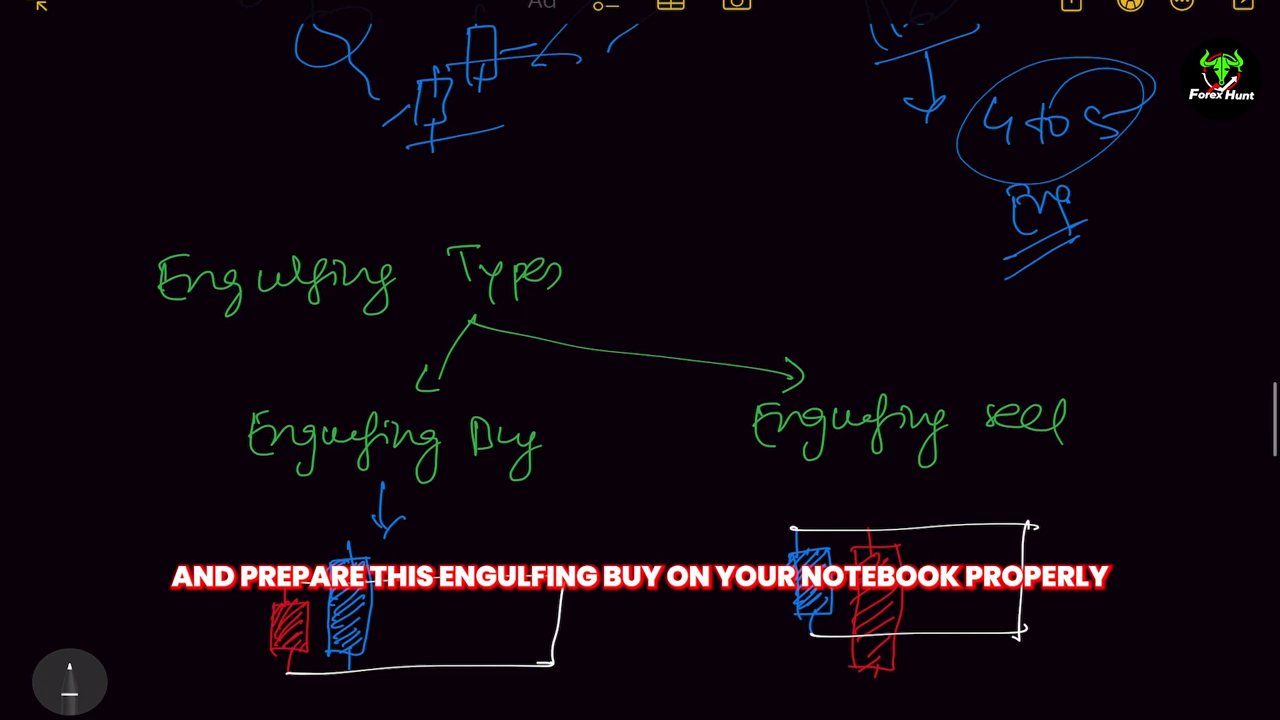 Ad
Forex Hunt
4 to 5
Engulfing Types
Engulfing Buy
Engulfing sell
AND PREPARE THIS ENGULFING BUY ON YOUR NOTEBOOK PROPERLY